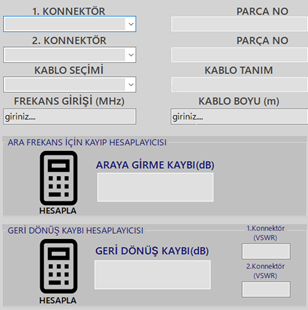 1. KONNEKTÖR PARCA NO
2. KONNEKTÖR PARÇA NO
KABLO SEÇİMİ KABLO TANIM
FREKANS GİRİŞİ (MHz) KABLO BOYU (m)
giriniz.... giriniz....
ARA FREKANS İÇİN KAYIP HESAPLAYICISI
ARAYA GİRME KAYBI(dB)
HESAPLA
GERİ DÖNÜŞ KAYBI HESAPLAYICISI
1.Konnektör
(VSWR)
GERİ DÖNÜŞ KAYBI(dB)
2.Konnektör
(VSWR)
HESAPLA